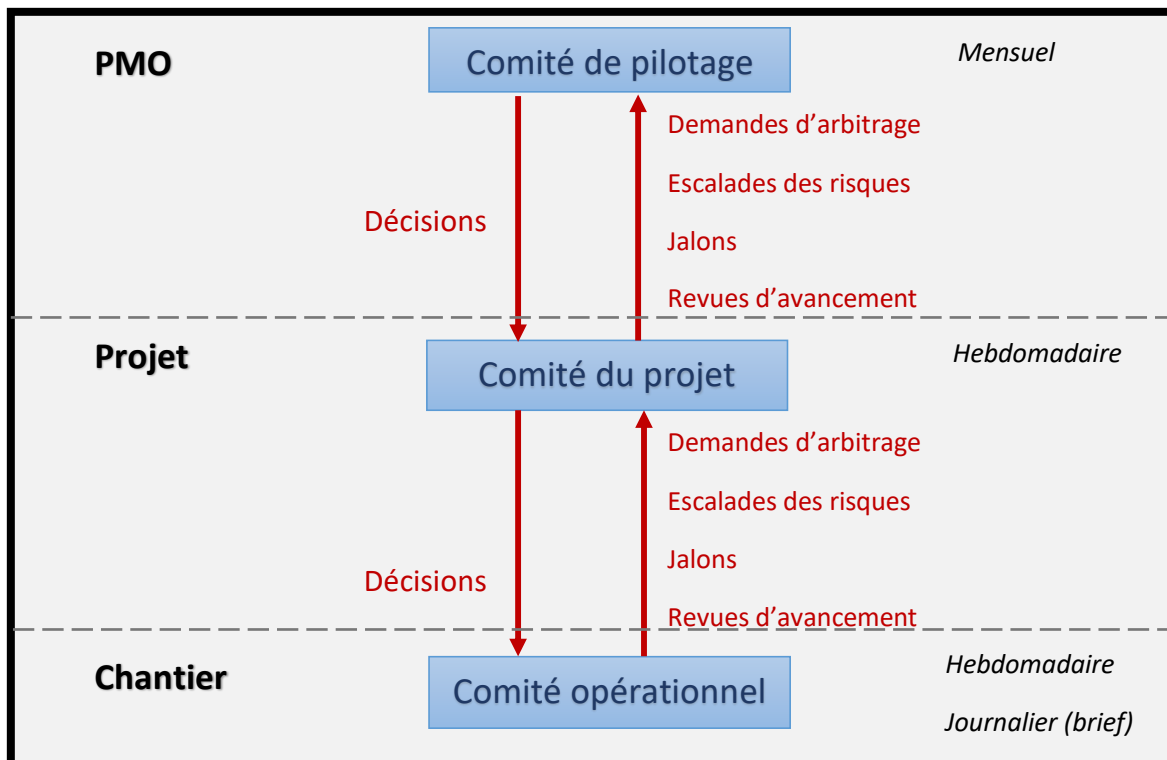 PMO
Comité de pilotage
Mensuel
Demandes d’arbitrage
Escalades des risques
Décisions
Jalons
Revues d’avancement
Projet
Comité du projet
Hebdomadaire
Demandes d’arbitrage
Escalades des risques
Jalons
Décisions
Revues d’avancement
Chantier
Comité opérationnel
Hebdomadaire
Journalier (brief)